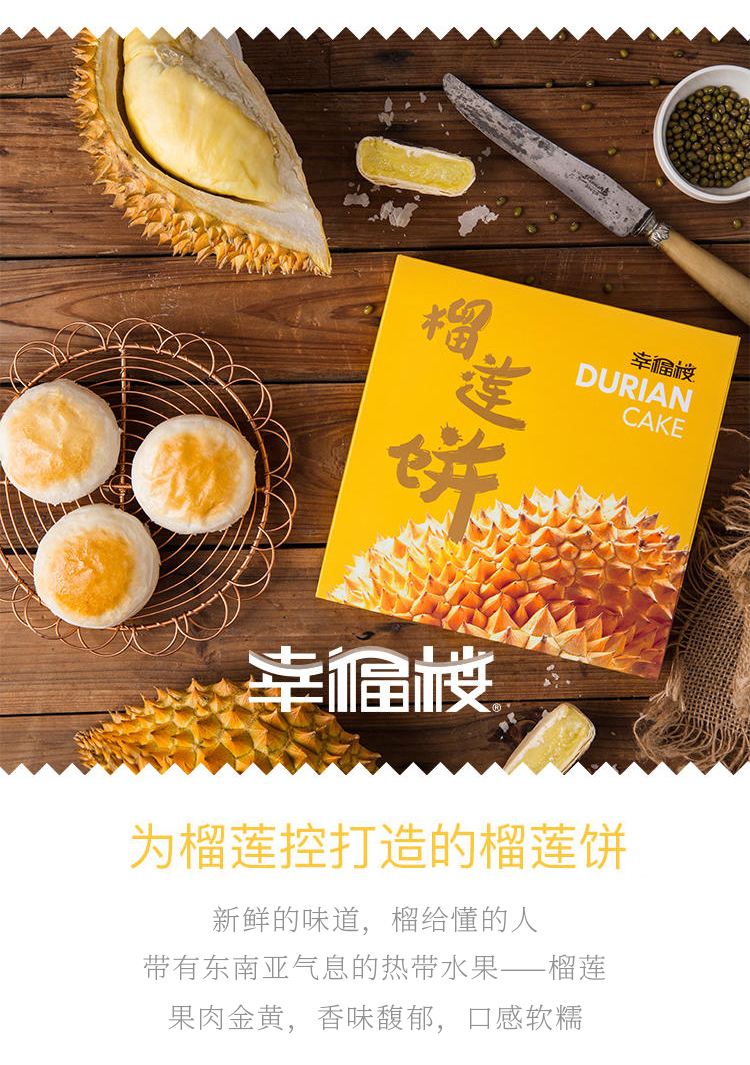 榴莲饼
幸福楼
DURIAN
CAKE
幸福楼®
为榴莲控打造的榴莲饼
新鲜的味道，榴给懂的人
带有东南亚气息的热带水果——榴莲
果肉金黄，香味馥郁，口感软糯